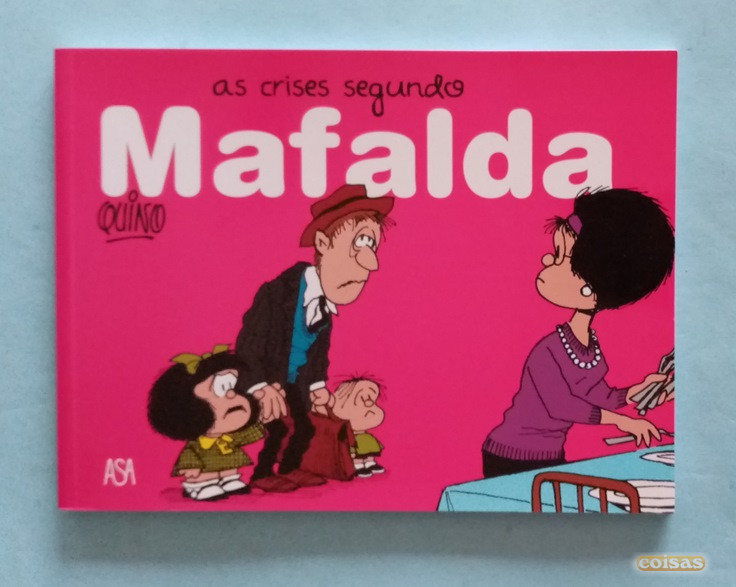 as crises segundo
Mafalda
QUINO
ASA
coisas